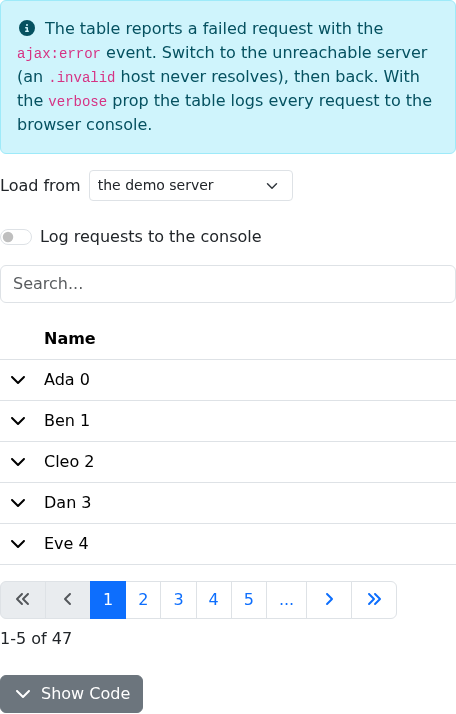 The table reports a failed request with the
ajax:error event. Switch to the unreachable server
(an .invalid host never resolves), then back. With
the verbose prop the table logs every request to the
browser console.
Load from the demo server
Log requests to the console
Search...
Name
Ada 0
Ben 1
Cleo 2
Dan 3
Eve 4
« ‹ 1 2 3 4 5 ... › »
1-5 of 47
Show Code